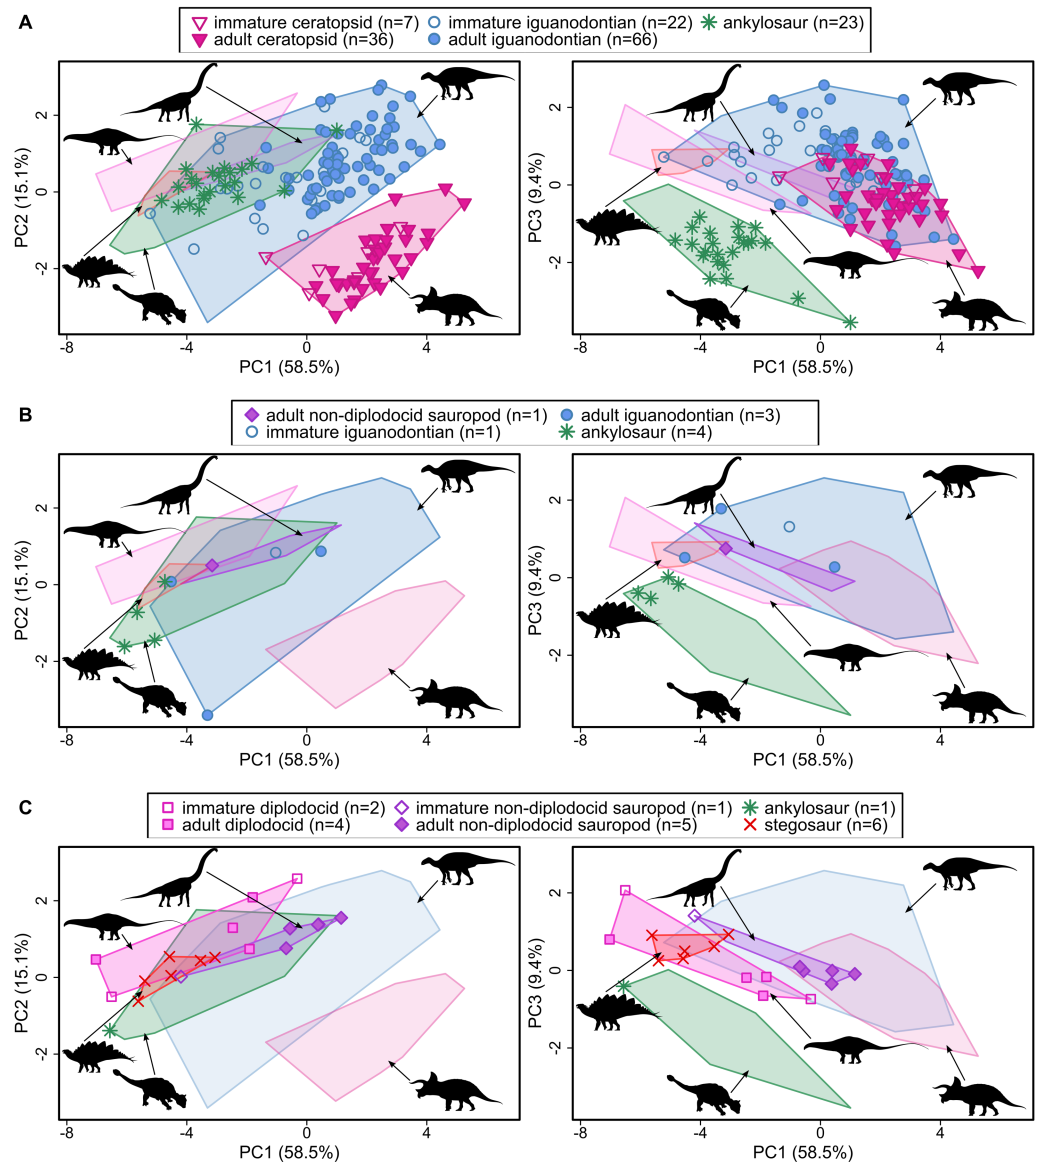 A
immature ceratopsid (n=7) immature iguanodontian (n=22) ankylosaur (n=23)
adult ceratopsid (n=36) adult iguanodontian (n=66)
PC2 (15.1%)
2
0
-2
-8 -4 0 4
PC1 (58.5%)
PC3 (9.4%)
2
0
-2
-8 -4 0 4
PC1 (58.5%)
B
adult non-diplodocid sauropod (n=1) adult iguanodontian (n=3)
immature iguanodontian (n=1) ankylosaur (n=4)
PC2 (15.1%)
2
0
-2
-8 -4 0 4
PC1 (58.5%)
PC3 (9.4%)
2
0
-2
-8 -4 0 4
PC1 (58.5%)
C
immature diplodocid (n=2) immature non-diplodocid sauropod (n=1) ankylosaur (n=1)
adult diplodocid (n=4) adult non-diplodocid sauropod (n=5) stegosaur (n=6)
PC2 (15.1%)
2
0
-2
-8 -4 0 4
PC1 (58.5%)
PC3 (9.4%)
2
0
-2
-8 -4 0 4
PC1 (58.5%)